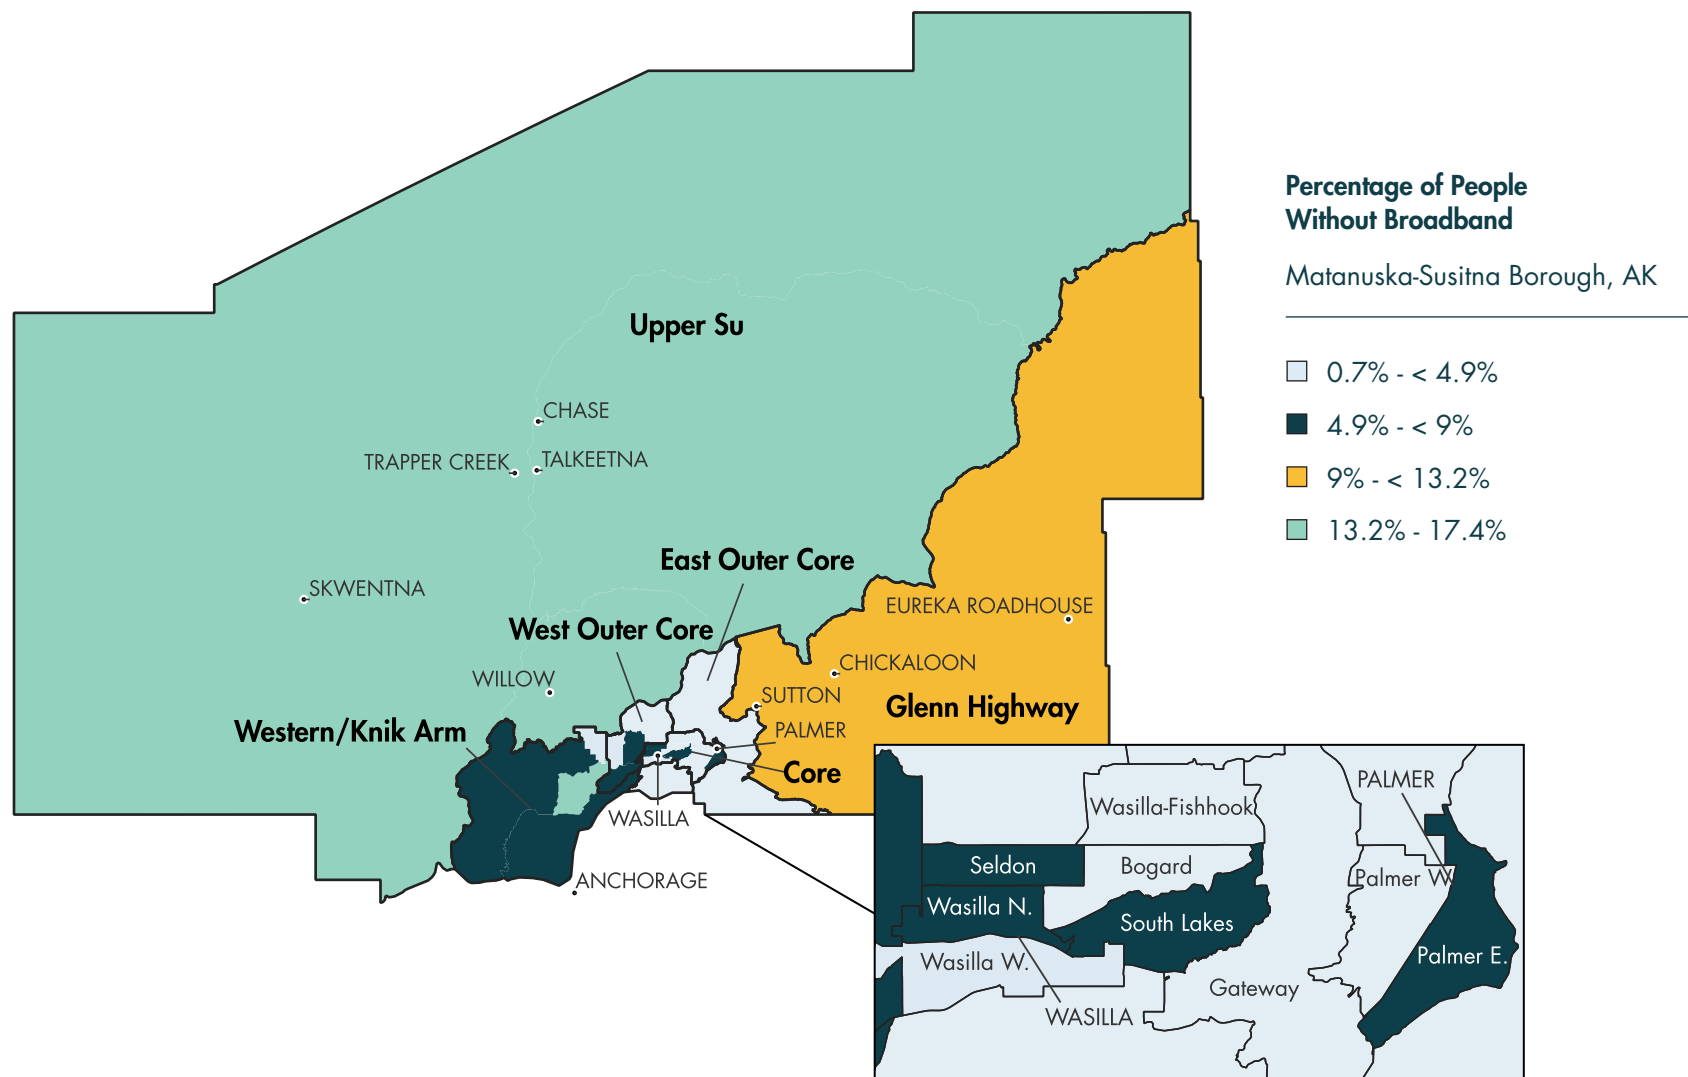 Percentage of People
Without Broadband
Matanuska-Susitna Borough, AK
0.7% - < 4.9%
4.9% - < 9%
9% - < 13.2%
13.2% - 17.4%
Upper Su
CHASE
TRAPPER CREEK
TALKEETNA
East Outer Core
SKWENTNA
EUREKA ROADHOUSE
West Outer Core
CHICKALOON
WILLOW
SUTTON
Glenn Highway
Western/Knik Arm
PALMER
Core
WASILLA
ANCHORAGE
PALMER
Wasilla-Fishhook
Seldon
Bogard
Palmer W.
Wasilla N.
South Lakes
Palmer E.
Wasilla W.
Gateway
WASILLA